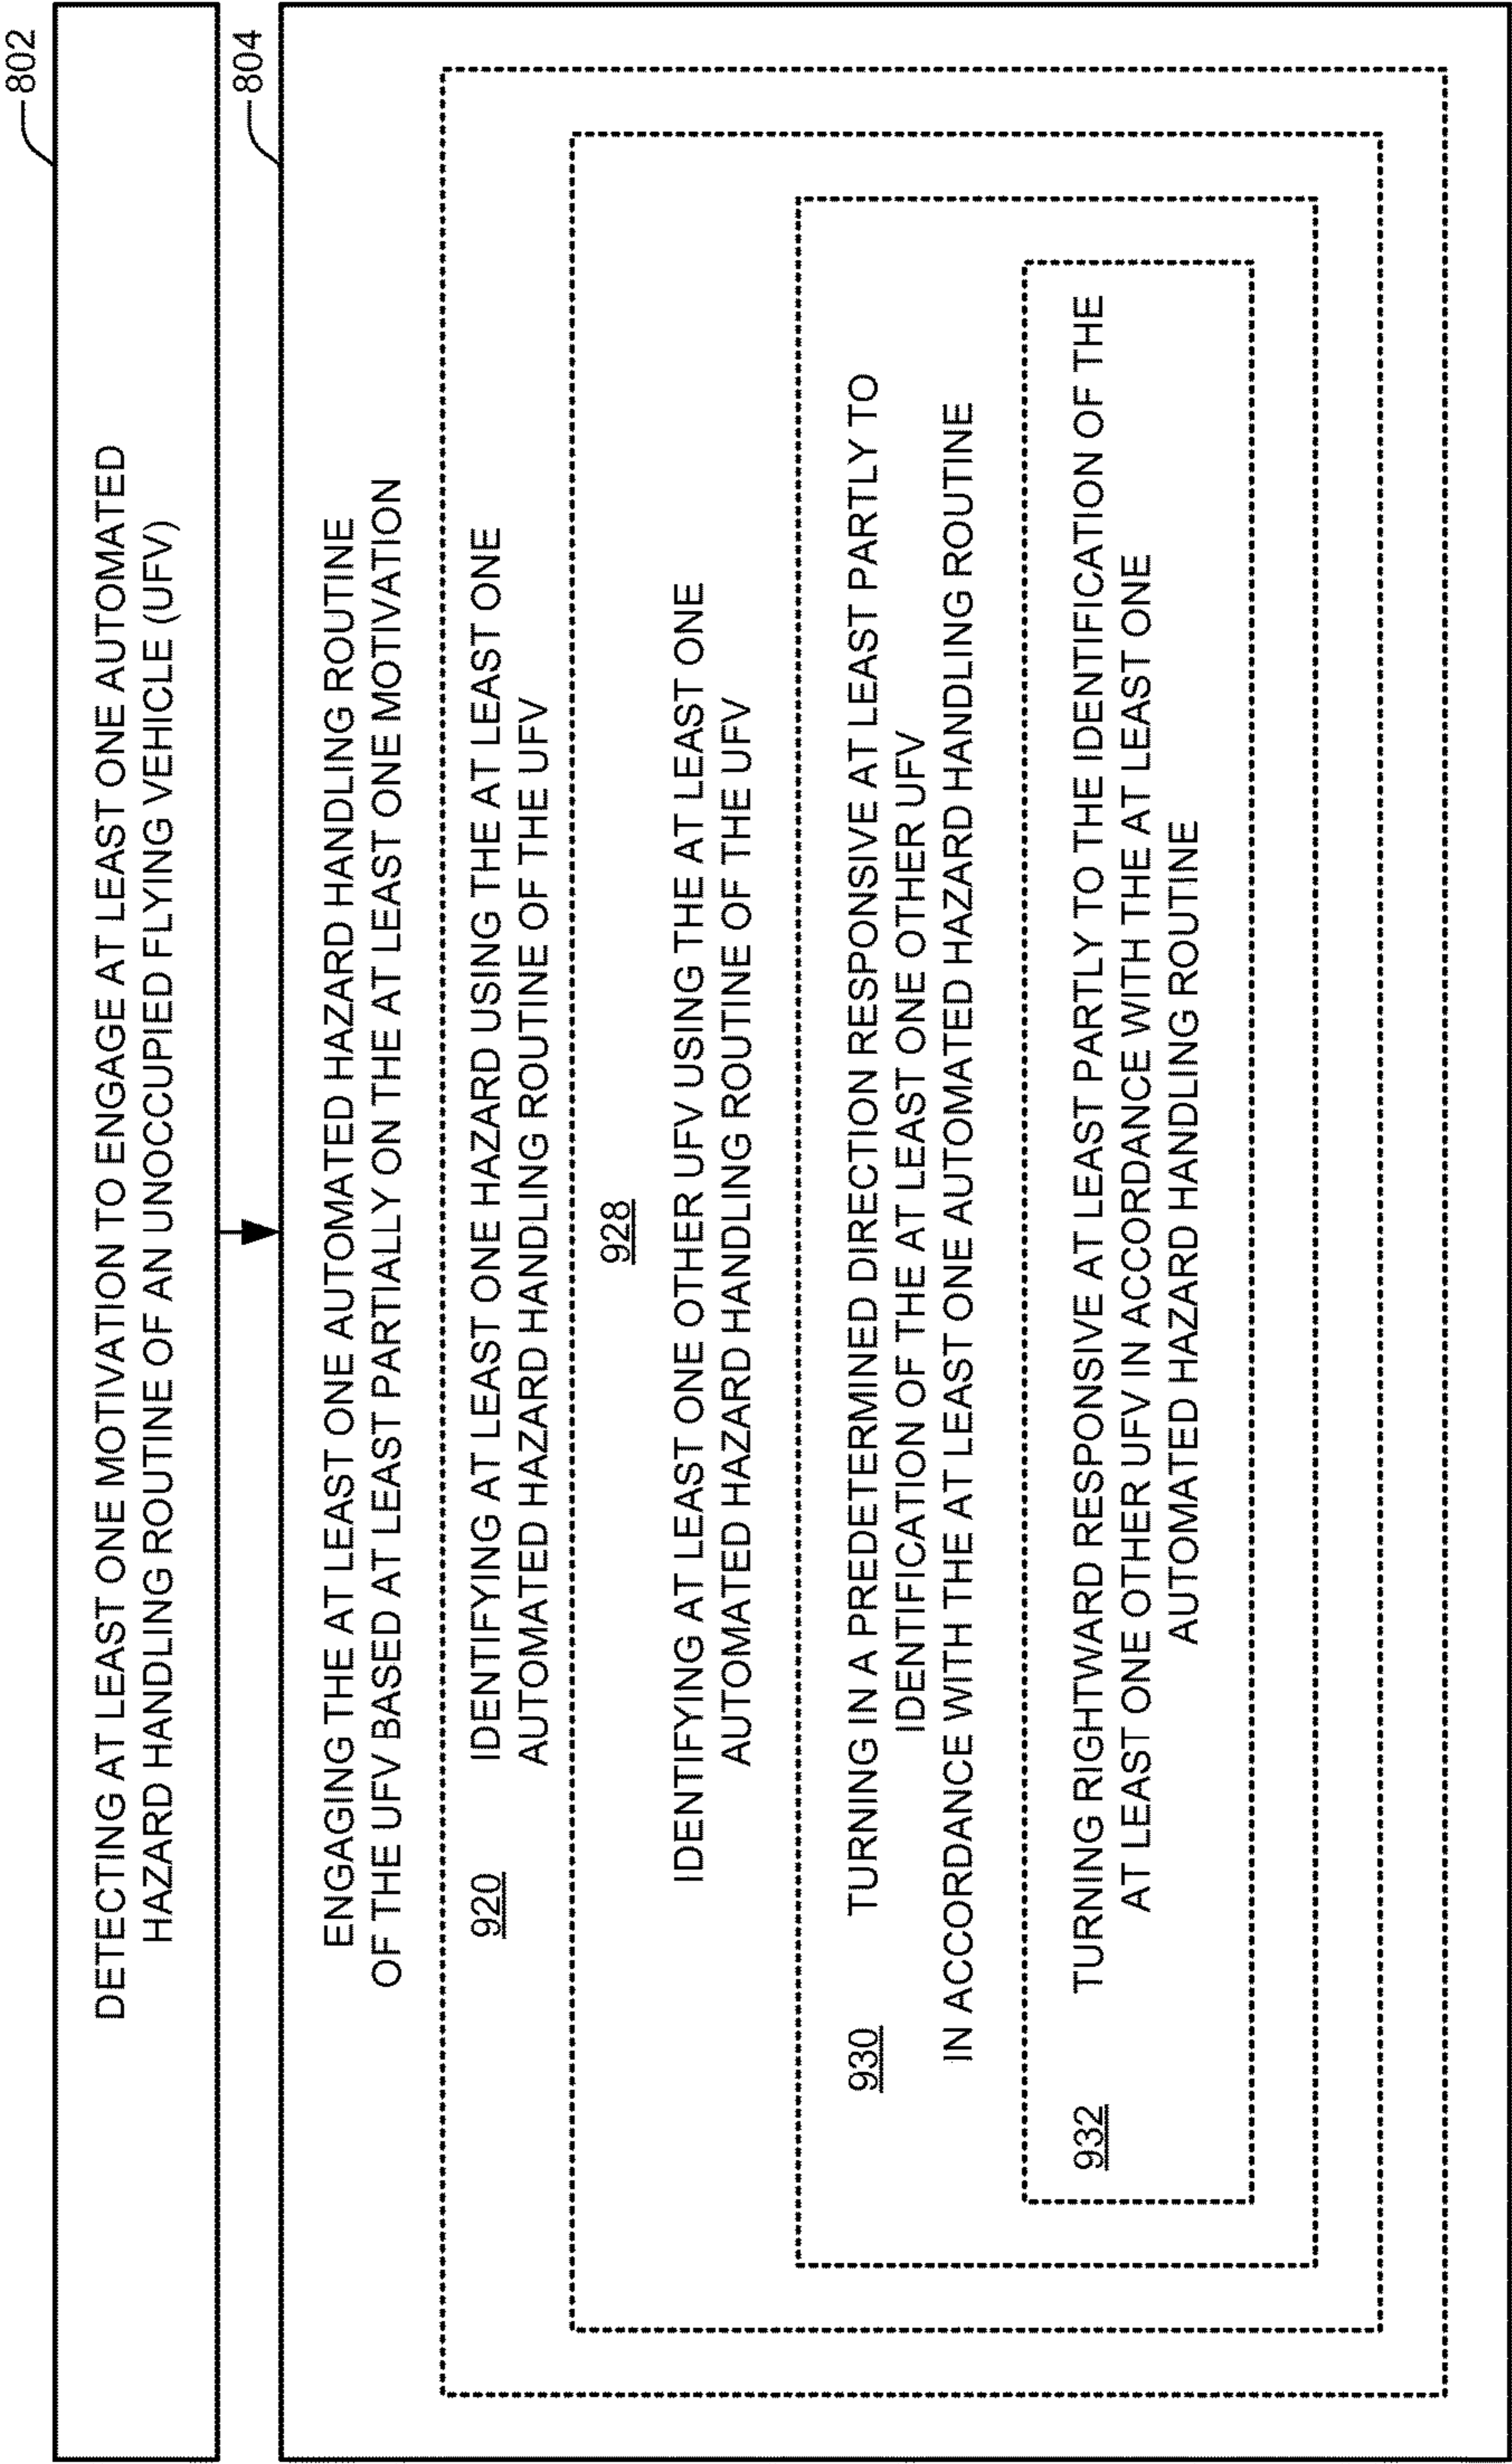 802
DETECTING AT LEAST ONE MOTIVATION TO ENGAGE AT LEAST ONE AUTOMATED
HAZARD HANDLING ROUTINE OF AN UNOCCUPIED FLYING VEHICLE (UFV)
804
ENGAGING THE AT LEAST ONE AUTOMATED HAZARD HANDLING ROUTINE
OF THE UFV BASED AT LEAST PARTIALLY ON THE AT LEAST ONE MOTIVATION
920 IDENTIFYING AT LEAST ONE HAZARD USING THE AT LEAST ONE
AUTOMATED HAZARD HANDLING ROUTINE OF THE UFV
928
IDENTIFYING AT LEAST ONE OTHER UFV USING THE AT LEAST ONE
AUTOMATED HAZARD HANDLING ROUTINE OF THE UFV
930 TURNING IN A PREDETERMINED DIRECTION RESPONSIVE AT LEAST PARTLY TO
IDENTIFICATION OF THE AT LEAST ONE OTHER UFV
IN ACCORDANCE WITH THE AT LEAST ONE AUTOMATED HAZARD HANDLING ROUTINE
932 TURNING RIGHTWARD RESPONSIVE AT LEAST PARTLY TO THE IDENTIFICATION OF THE
AT LEAST ONE OTHER UFV IN ACCORDANCE WITH THE AT LEAST ONE
AUTOMATED HAZARD HANDLING ROUTINE